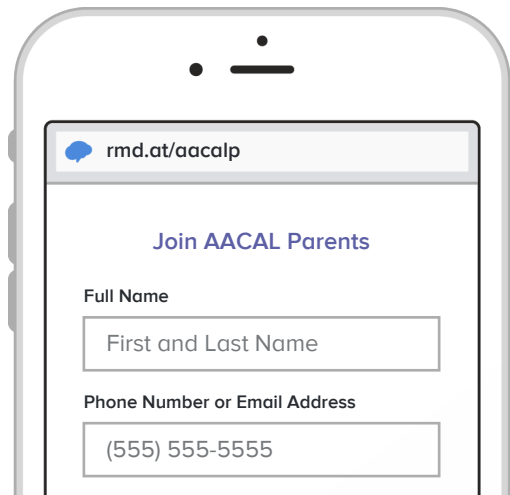 rmd.at/aacalp
Join AACAL Parents
Full Name
First and Last Name
Phone Number or Email Address
(555) 555-5555